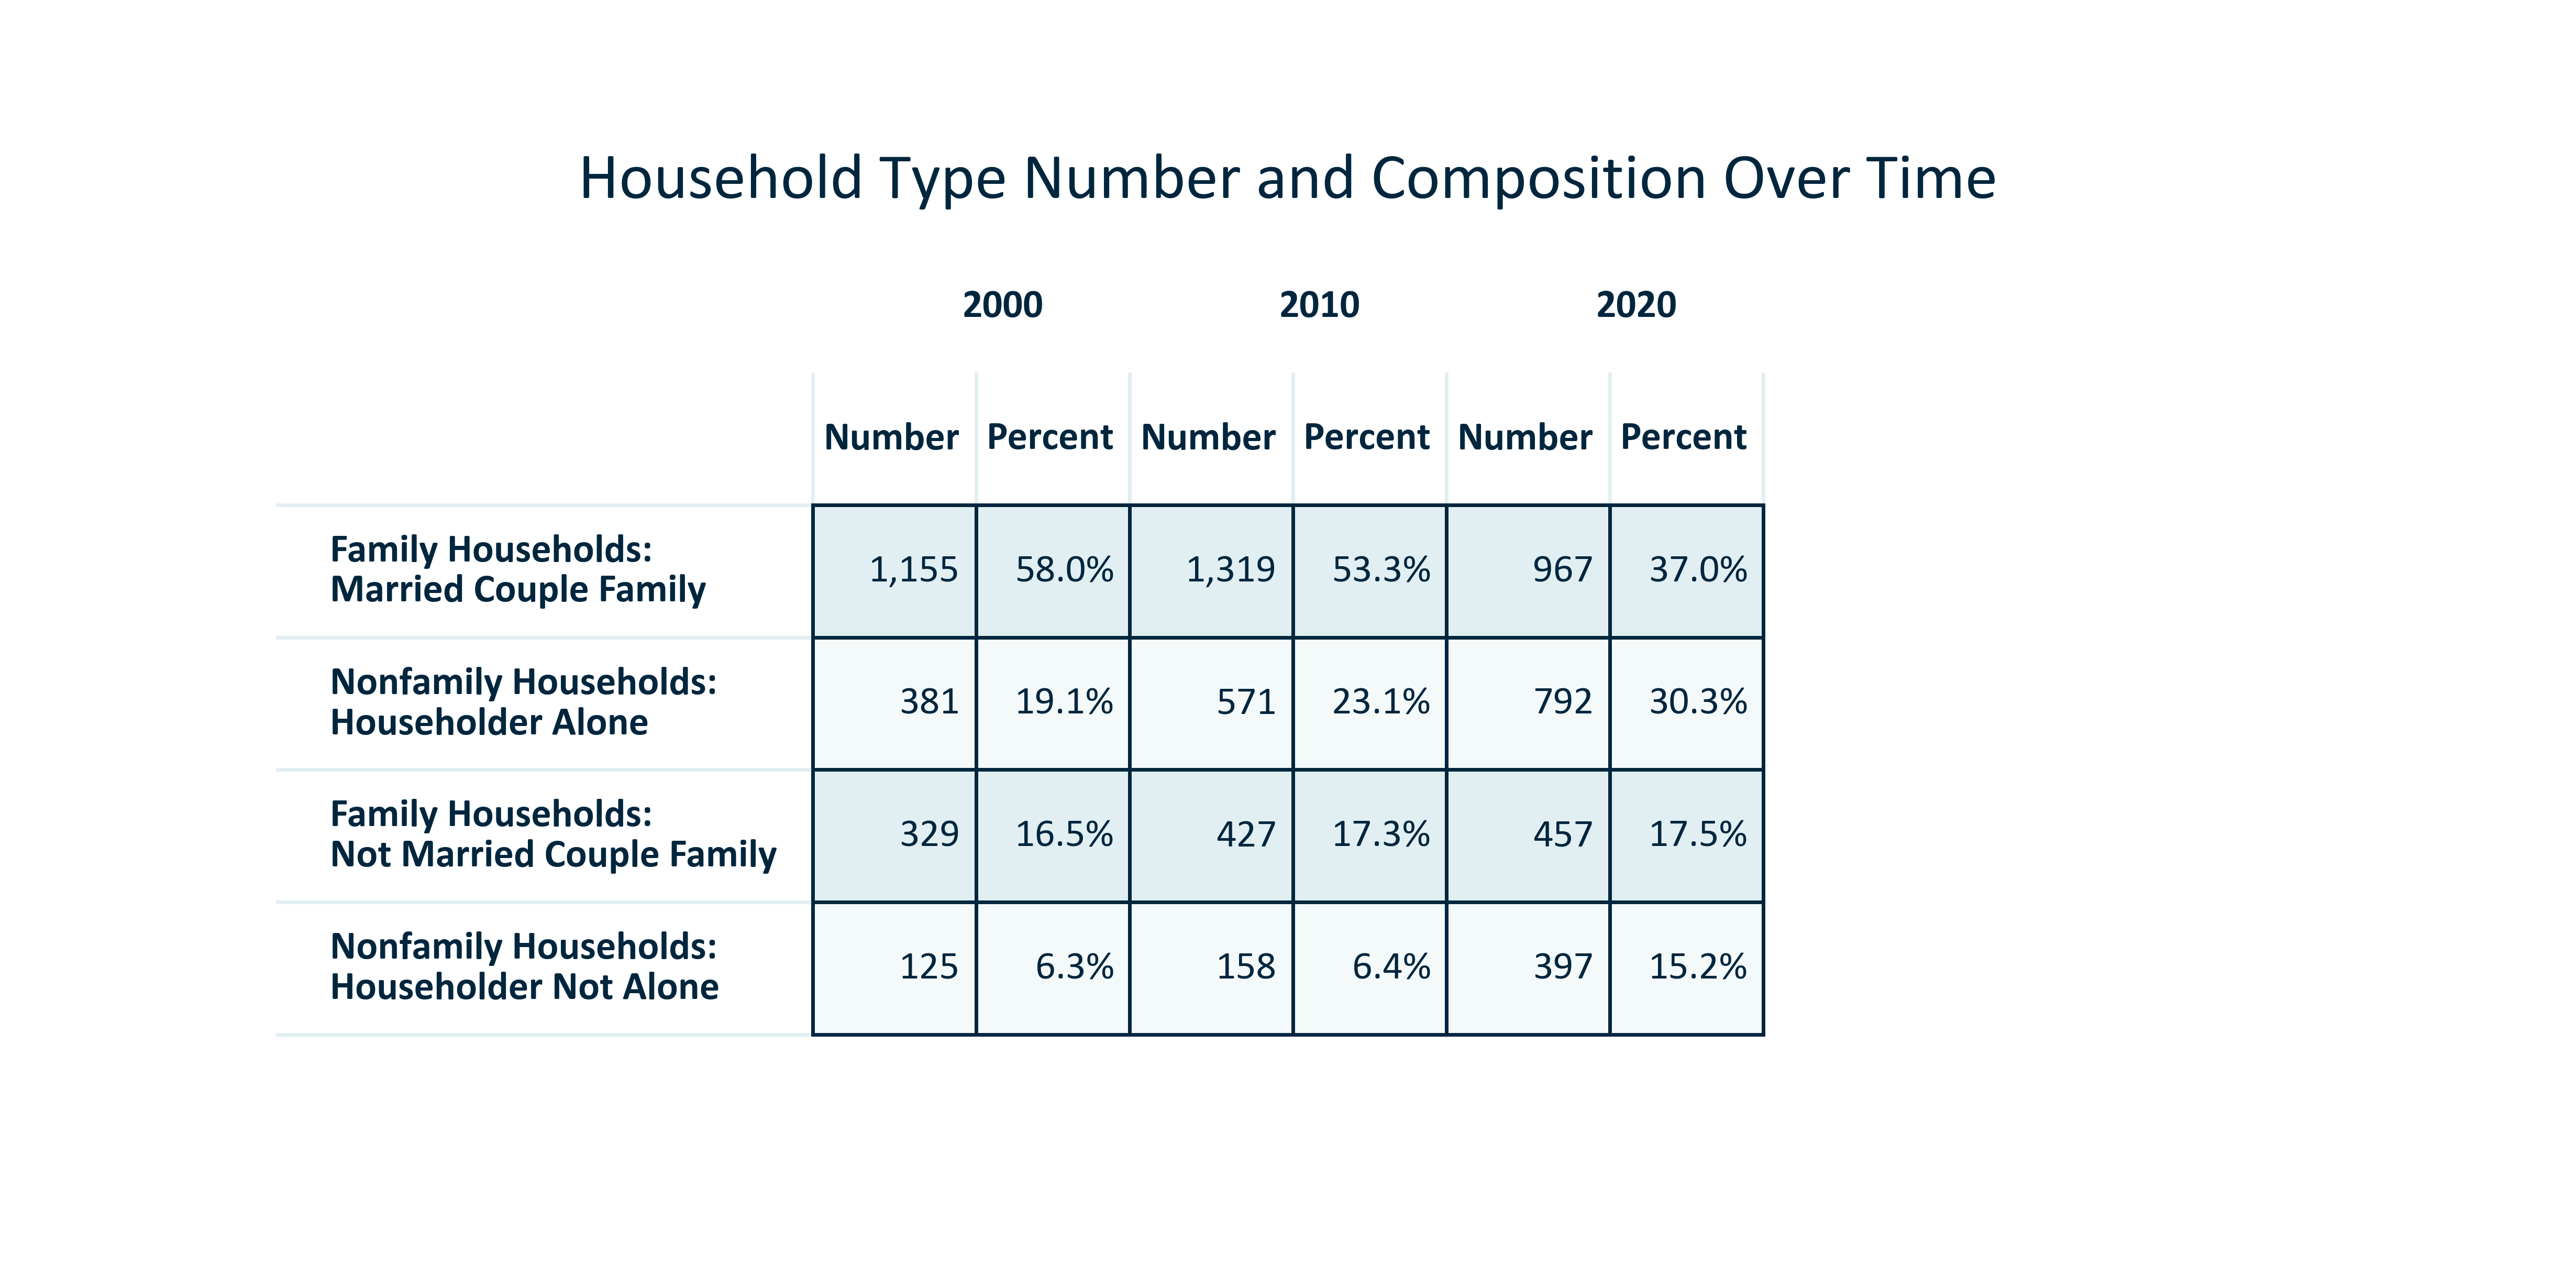 Household Type Number and Composition Over Time
2000 2010 2020
Number Percent Number Percent Number Percent
Family Households:
Married Couple Family
1,155 58.0% 1,319 53.3% 967 37.0%
Nonfamily Households:
Householder Alone
381 19.1% 571 23.1% 792 30.3%
Family Households:
Not Married Couple Family
329 16.5% 427 17.3% 457 17.5%
Nonfamily Households:
Householder Not Alone
125 6.3% 158 6.4% 397 15.2%